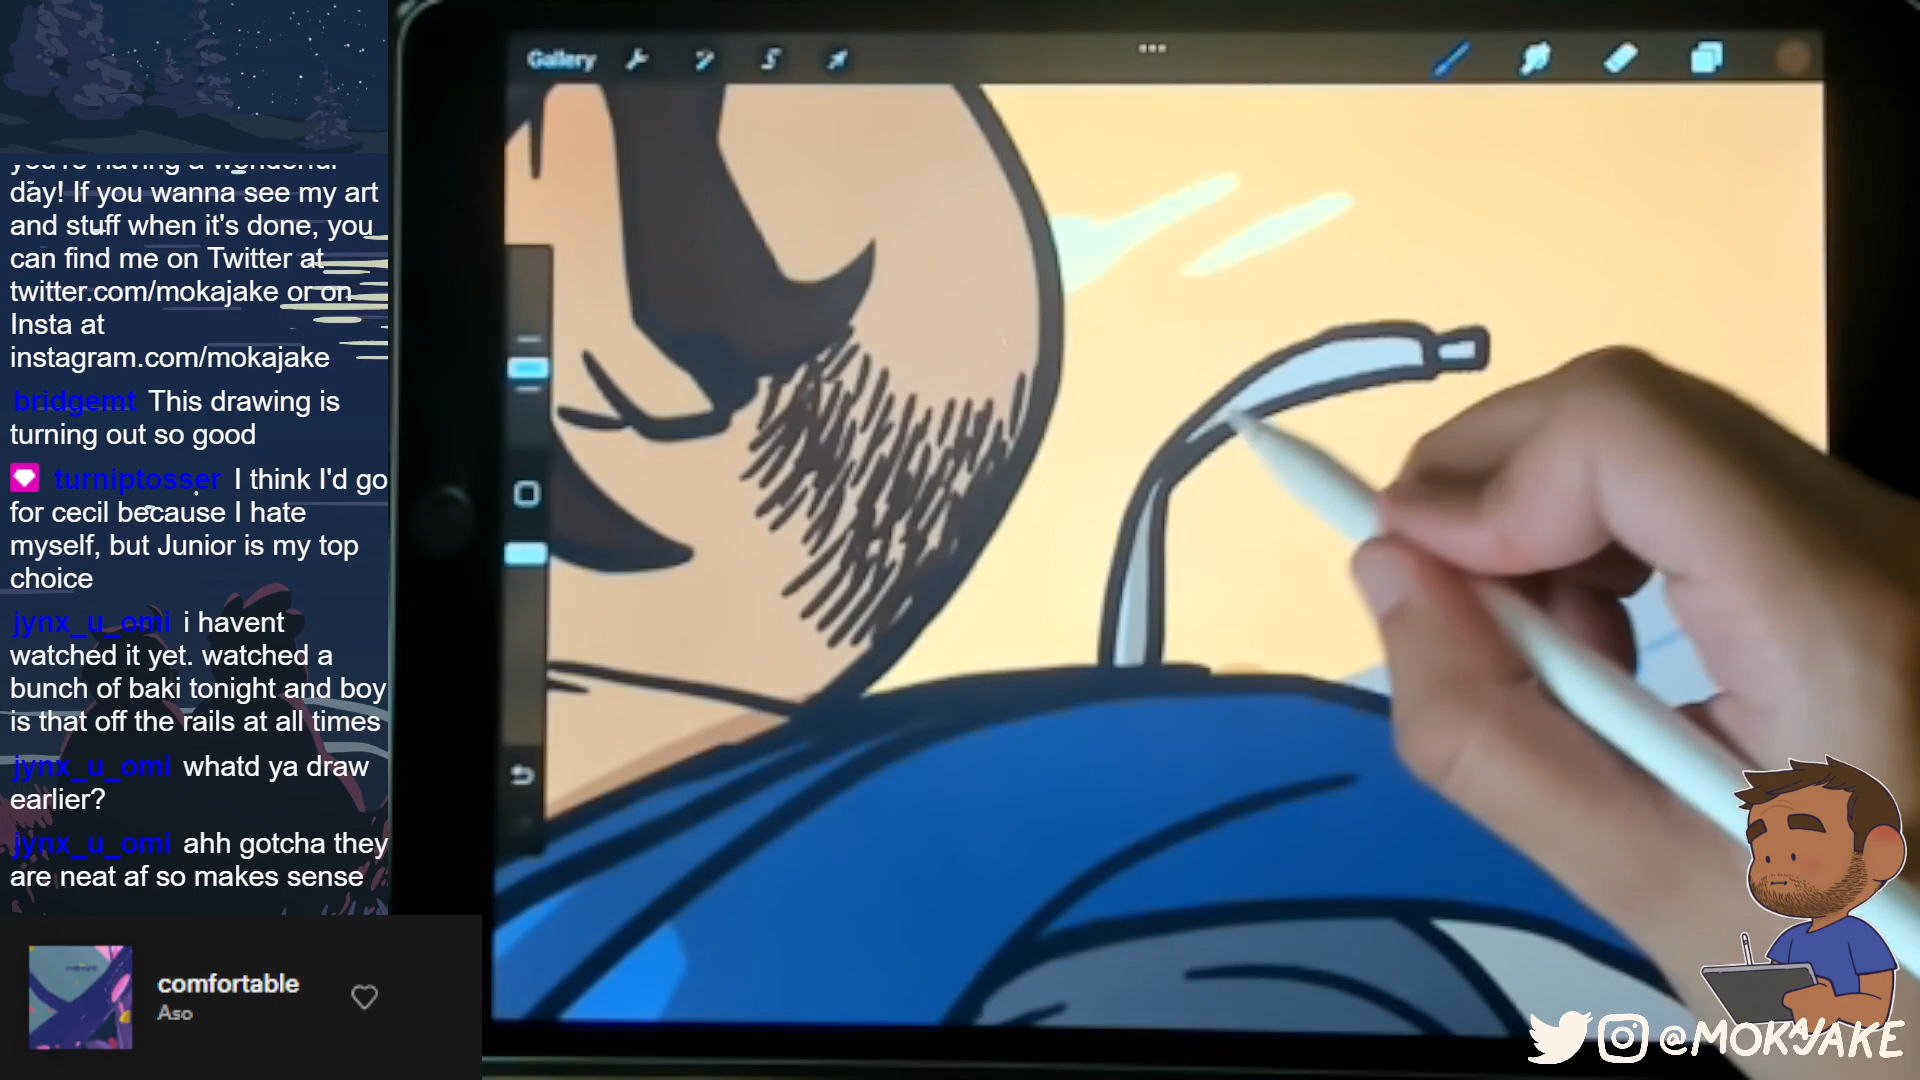 Gallery
you're having a wonderful
day! If you wanna see my art
and stuff when it's done, you
can find me on Twitter at
twitter.com/mokajake or on
Insta at
instagram.com/mokajake
bridgemt This drawing is
turning out so good
turniptosser I think I'd go
for cecil because I hate
myself, but Junior is my top
choice
jynx_u_omi i havent
watched it yet. watched a
bunch of baki tonight and boy
is that off the rails at all times
jynx_u_omi whatd ya draw
earlier?
jynx_u_omi ahh gotcha they
are neat af so makes sense
comfortable
Aso
@MOKAJAKE